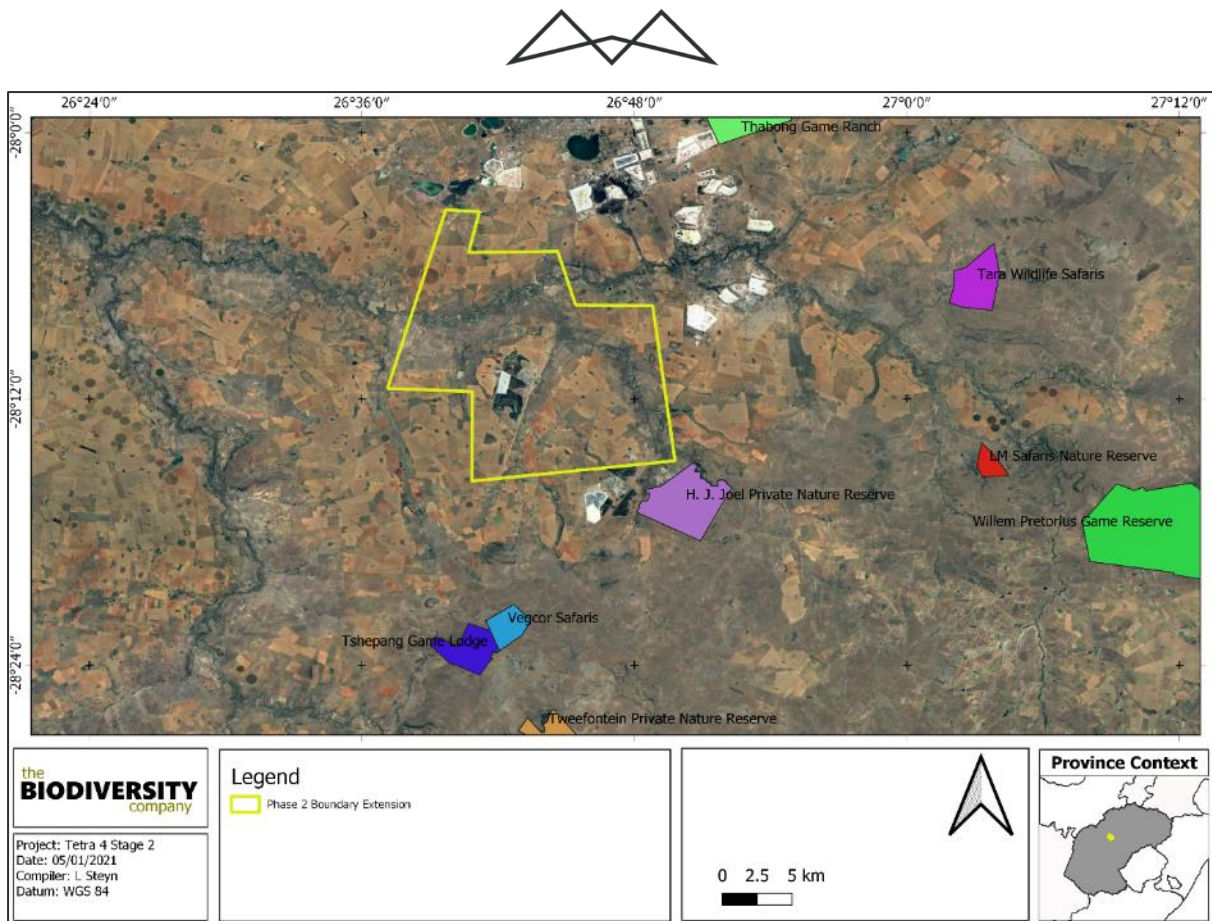 26°24'0" 26°36'0" 26°48'0" 27°0'0" 27°12'0"
-28°0'0"
Thabong Game Ranch
Tara Wildlife Safaris
-28°12'0"
LM Safaris Nature Reserve
H. J. Joel Private Nature Reserve
Willem Pretorius Game Reserve
Vegcor Safaris
Tshepang Game Lodge
-28°24'0"
Tweefontein Private Nature Reserve
the
BIODIVERSITY
company
Project: Tetra 4 Stage 2
Date: 05/01/2021
Compiler: L Steyn
Datum: WGS 84
Legend
Phase 2 Boundary Extension
0 2.5 5 km
Province Context